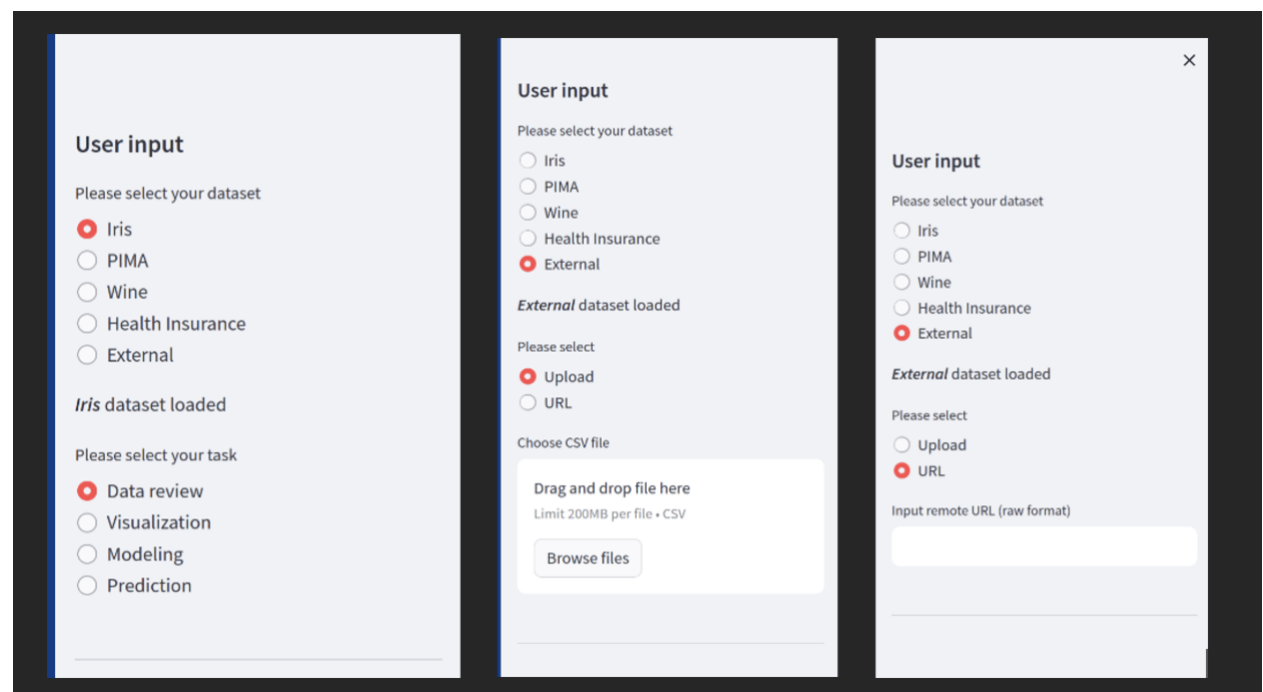 User input
Please select your dataset
Iris
PIMA
Wine
Health Insurance
External
Iris dataset loaded
Please select your task
Data review
Visualization
Modeling
Prediction
User input
Please select your dataset
Iris
PIMA
Wine
Health Insurance
External
External dataset loaded
Please select
Upload
URL
Choose CSV file
Drag and drop file here
Limit 200MB per file • CSV
Browse files
User input
Please select your dataset
Iris
PIMA
Wine
Health Insurance
External
External dataset loaded
Please select
Upload
URL
Input remote URL (raw format)